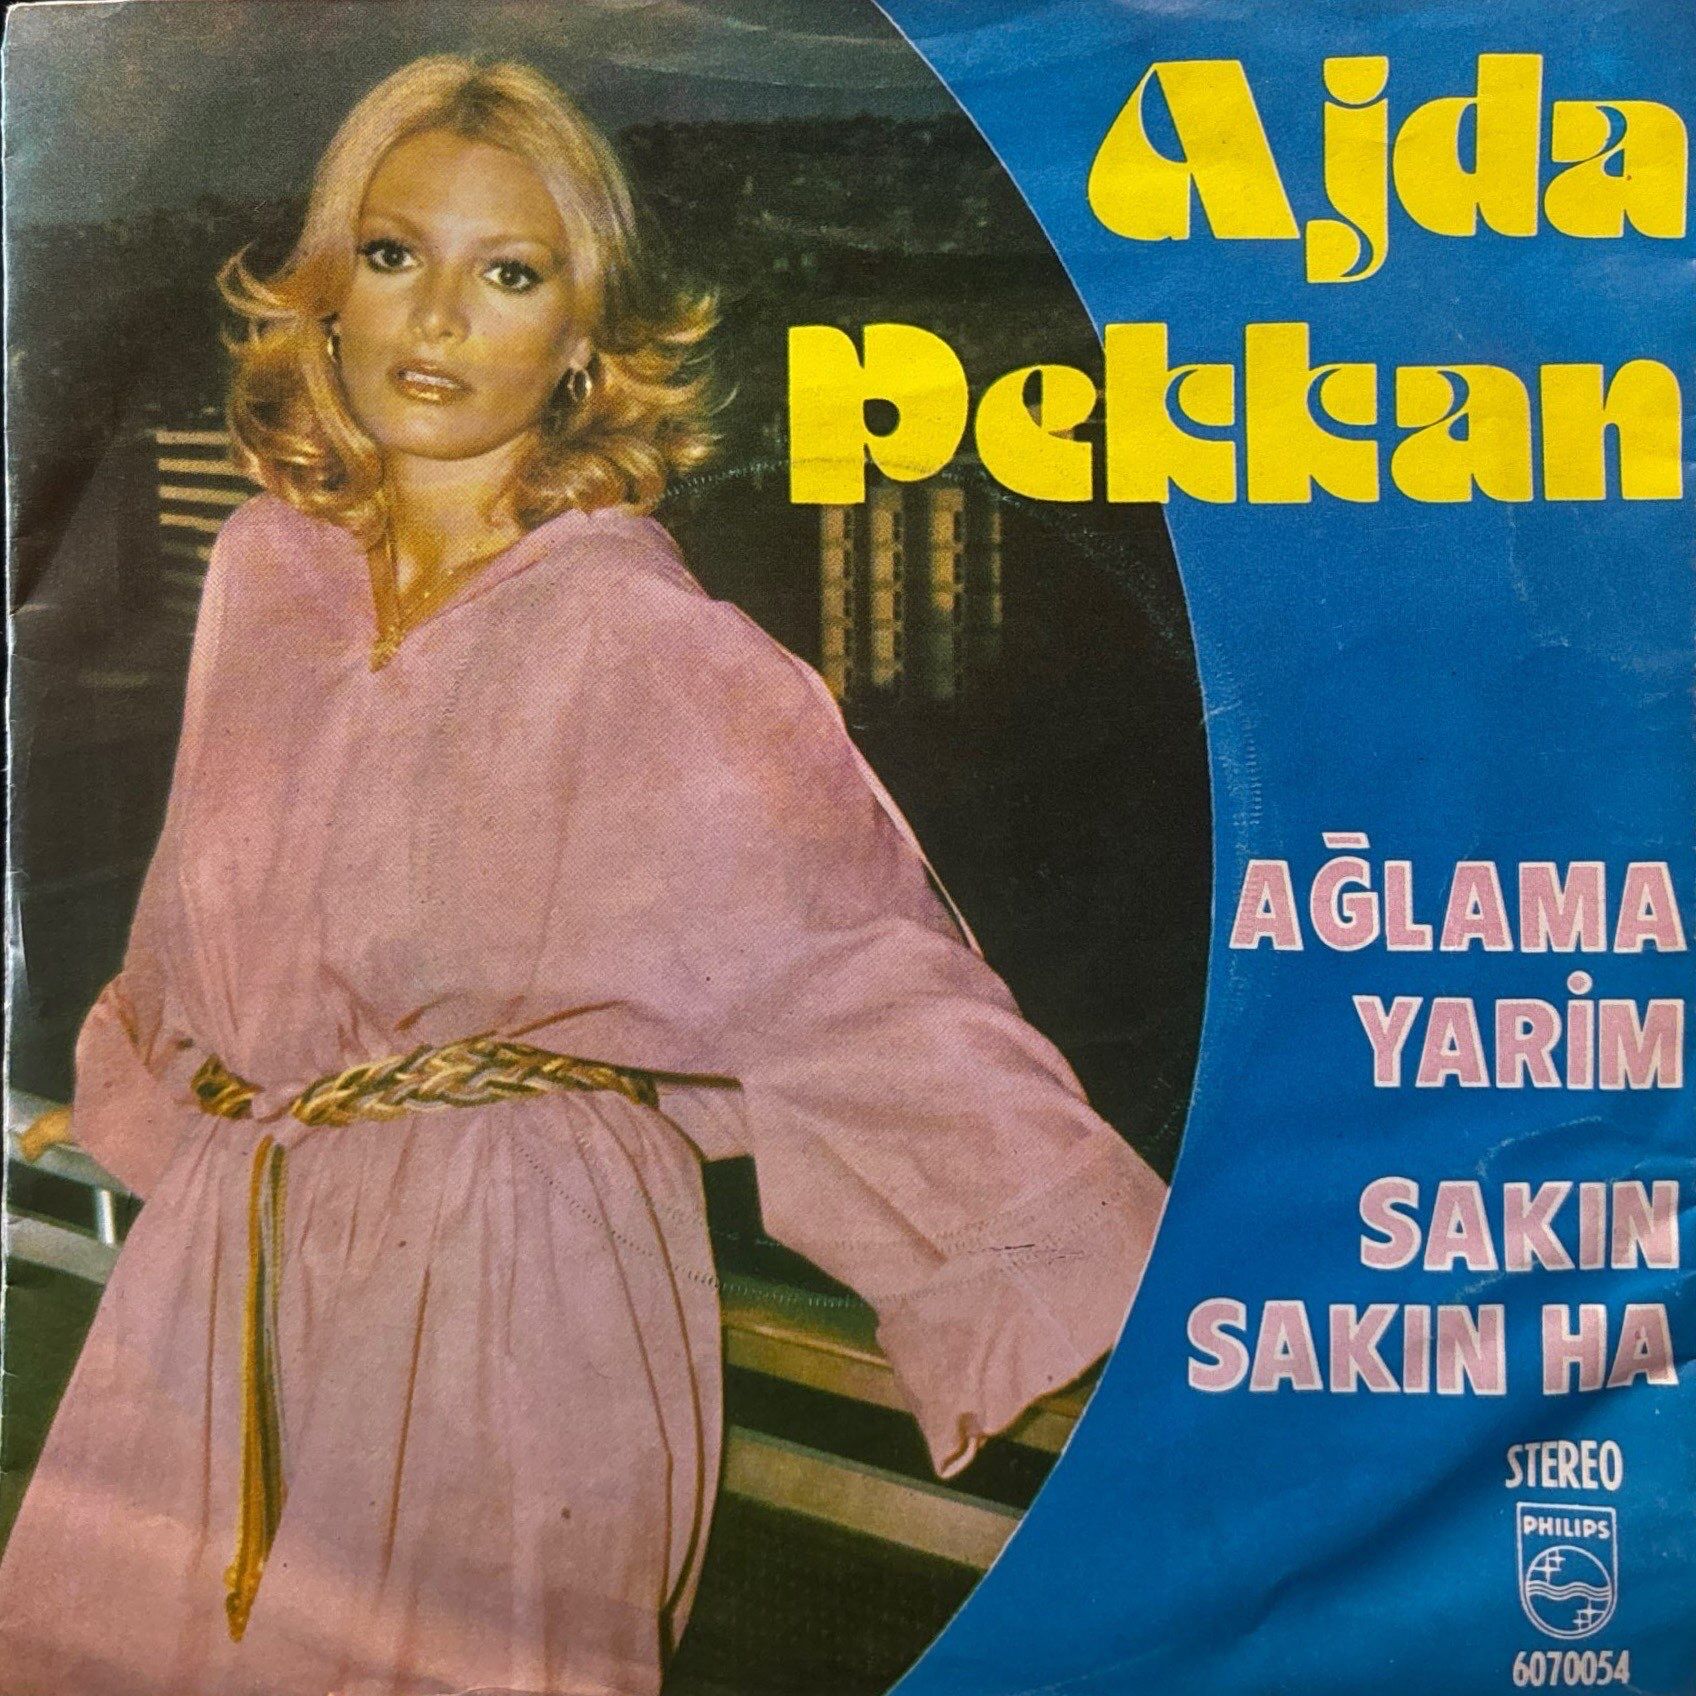 Ajda
Pekkan
AĞLAMA
YARİM
SAKIN
SAKIN HA
STEREO
PHILIPS
6070054